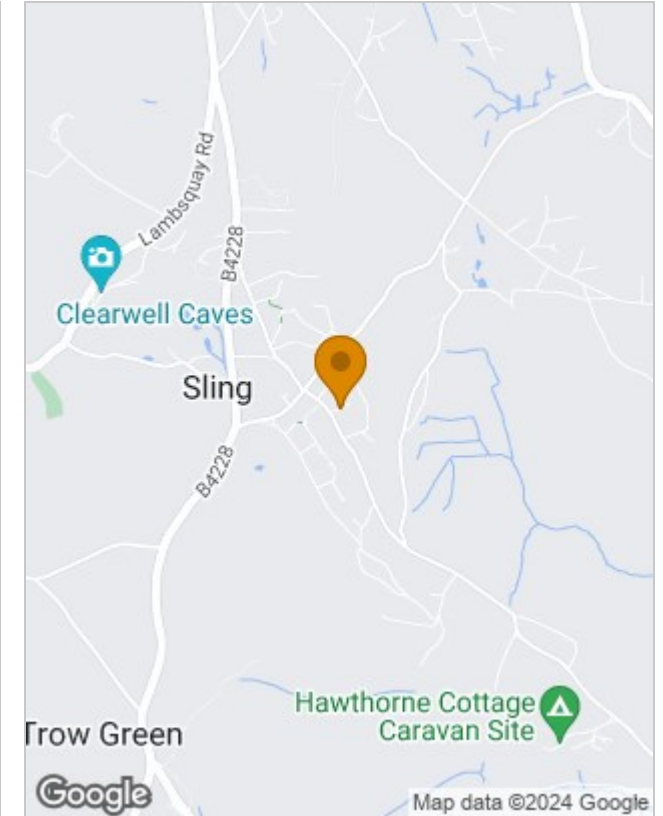 Lambsquay Rd
B4228
Clearwell Caves
Sling
B4228
Hawthorne Cottage
Caravan Site
Trow Green
Google
Map data ©2024 Google